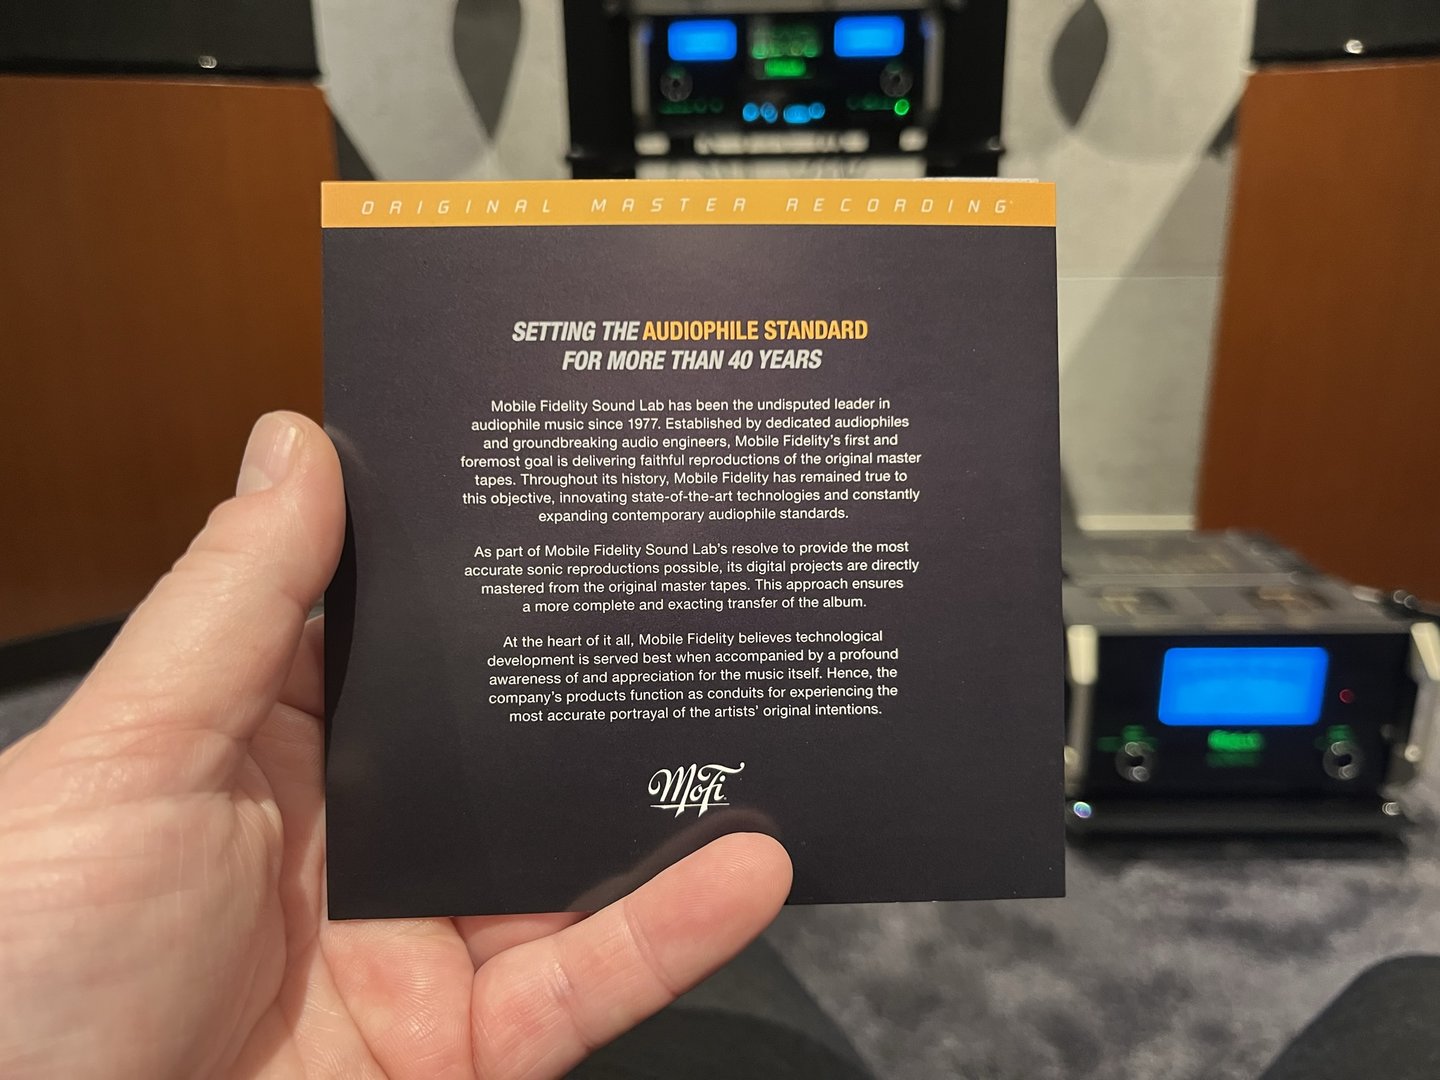 ORIGINAL MASTER RECORDING
SETTING THE AUDIOPHILE STANDARD
FOR MORE THAN 40 YEARS
Mobile Fidelity Sound Lab has been the undisputed leader in
audiophile music since 1977. Established by dedicated audiophiles
and groundbreaking audio engineers, Mobile Fidelity's first and
foremost goal is delivering faithful reproductions of the original master
tapes. Throughout its history, Mobile Fidelity has remained true to
this objective, innovating state-of-the-art technologies and constantly
expanding contemporary audiophile standards.
As part of Mobile Fidelity Sound Lab's resolve to provide the most
accurate sonic reproductions possible, its digital projects are directly
mastered from the original master tapes. This approach ensures
a more complete and exacting transfer of the album.
At the heart of it all, Mobile Fidelity believes technological
development is served best when accompanied by a profound
awareness of and appreciation for the music itself. Hence, the
company's products function as conduits for experiencing the
most accurate portrayal of the artists' original intentions.
MoFi